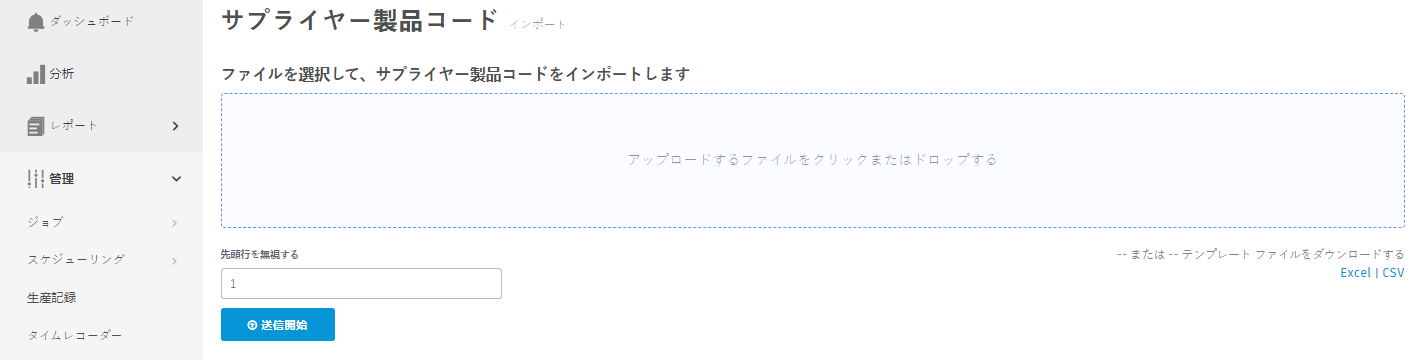 ダッシュボード
分析
レポート
管理
ジョブ
スケジューリング
生産記録
タイムレコーダー
サプライヤー製品コード インポート
ファイルを選択して、サプライヤー製品コードをインポートします
アップロードするファイルをクリックまたはドロップする
先頭行を無視する
1
送信開始
-- または -- テンプレート ファイルをダウンロードする
Excel | CSV